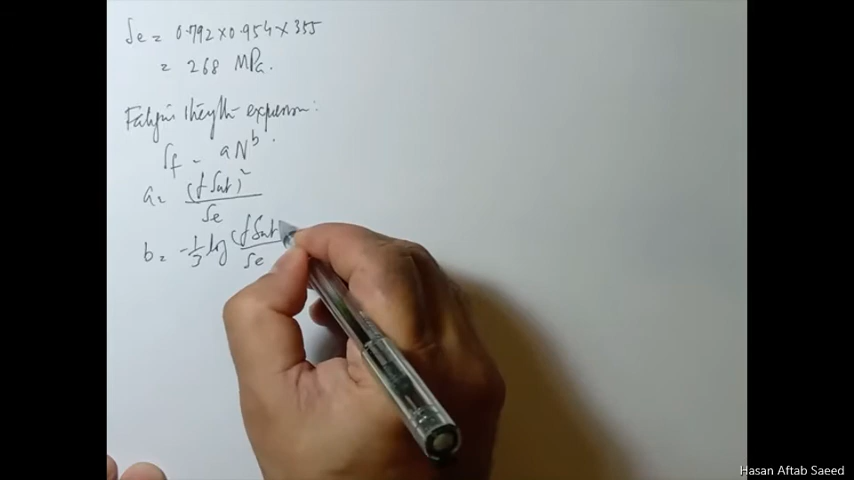 Se = 0.792 x 0.954 x 355
= 268 MPa.
Fatigue strength expression:
Sf = aN^b.
a = (f Sut)^2 / Se
b = -1/3 log (f Sut / Se
Hasan Aftab Saeed